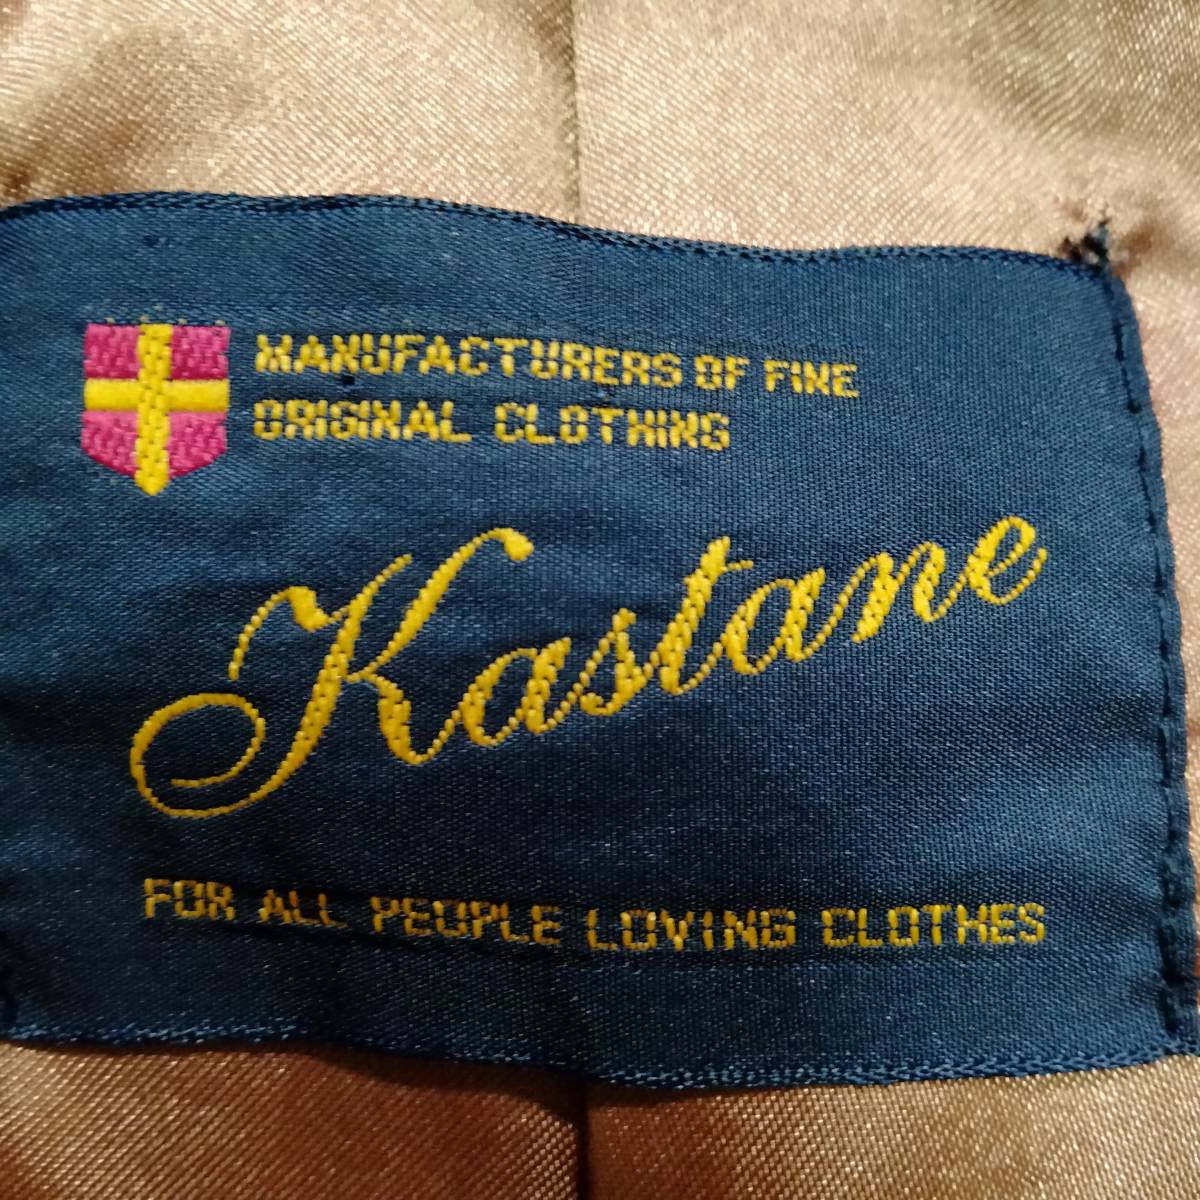 MANUFACTURERS OF FINE
ORIGINAL CLOTHING
Kastane
FOR ALL PEOPLE LOVING CLOTHES